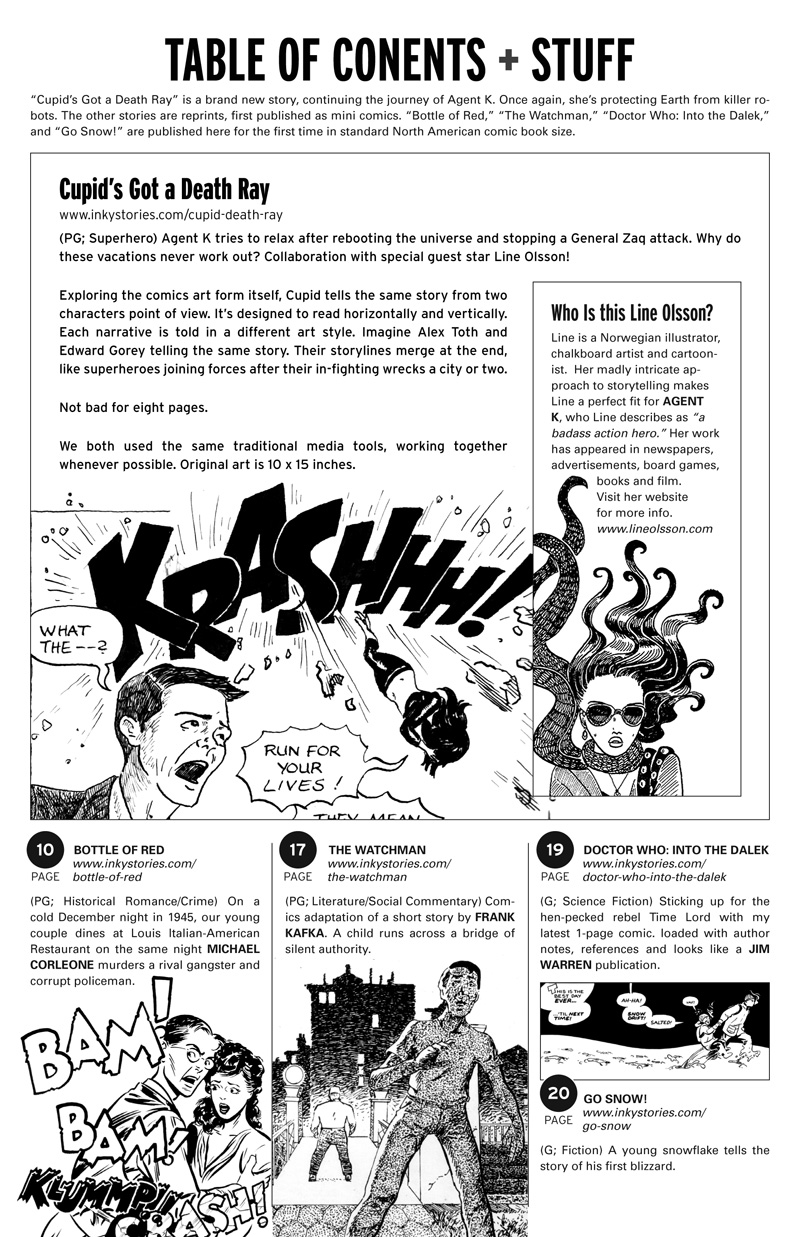 TABLE OF CONENTS + STUFF
“Cupid’s Got a Death Ray” is a brand new story, continuing the journey of Agent K. Once again, she’s protecting Earth from killer ro-
bots. The other stories are reprints, first published as mini comics. “Bottle of Red,” “The Watchman,” “Doctor Who: Into the Dalek,”
and “Go Snow!” are published here for the first time in standard North American comic book size.
Cupid’s Got a Death Ray
www.inkystories.com/cupid-death-ray
(PG; Superhero) Agent K tries to relax after rebooting the universe and stopping a General Zaq attack. Why do
these vacations never work out? Collaboration with special guest star Line Olsson!
Exploring the comics art form itself, Cupid tells the same story from two
characters point of view. It’s designed to read horizontally and vertically.
Each narrative is told in a different art style. Imagine Alex Toth and
Edward Gorey telling the same story. Their storylines merge at the end,
like superheroes joining forces after their in-fighting wrecks a city or two.
Not bad for eight pages.
We both used the same traditional media tools, working together
whenever possible. Original art is 10 x 15 inches.
Who Is this Line Olsson?
Line is a Norwegian illustrator,
chalkboard artist and cartoon-
ist. Her madly intricate ap-
proach to storytelling makes
Line a perfect fit for AGENT
K, who Line describes as “a
badass action hero.” Her work
has appeared in newspapers,
advertisements, board games,
books and film.
Visit her website
for more info.
www.lineolsson.com
KRASHHH!
WHAT
THE --?
RUN FOR
YOUR
LIVES!
THEY MEAN
10
PAGE
BOTTLE OF RED
www.inkystories.com/
bottle-of-red
(PG; Historical Romance/Crime) On a
cold December night in 1945, our young
couple dines at Louis Italian-American
Restaurant on the same night MICHAEL
CORLEONE murders a rival gangster and
corrupt policeman.
BAM!
BAM!
KLUMMP!!
CRASH!
17
PAGE
THE WATCHMAN
www.inkystories.com/
the-watchman
(PG; Literature/Social Commentary) Com-
ics adaptation of a short story by FRANK
KAFKA. A child runs across a bridge of
silent authority.
19
PAGE
DOCTOR WHO: INTO THE DALEK
www.inkystories.com/
doctor-who-into-the-dalek
(G; Science Fiction) Sticking up for the
hen-pecked rebel Time Lord with my
latest 1-page comic. loaded with author
notes, references and looks like a JIM
WARREN publication.
THIS IS THE
BEST DAY
EVER...
...'TIL NEXT
TIME!
AH-HA!
SNOW
DRIFT!
SALTED!
20
PAGE
GO SNOW!
www.inkystories.com/
go-snow
(G; Fiction) A young snowflake tells the
story of his first blizzard.